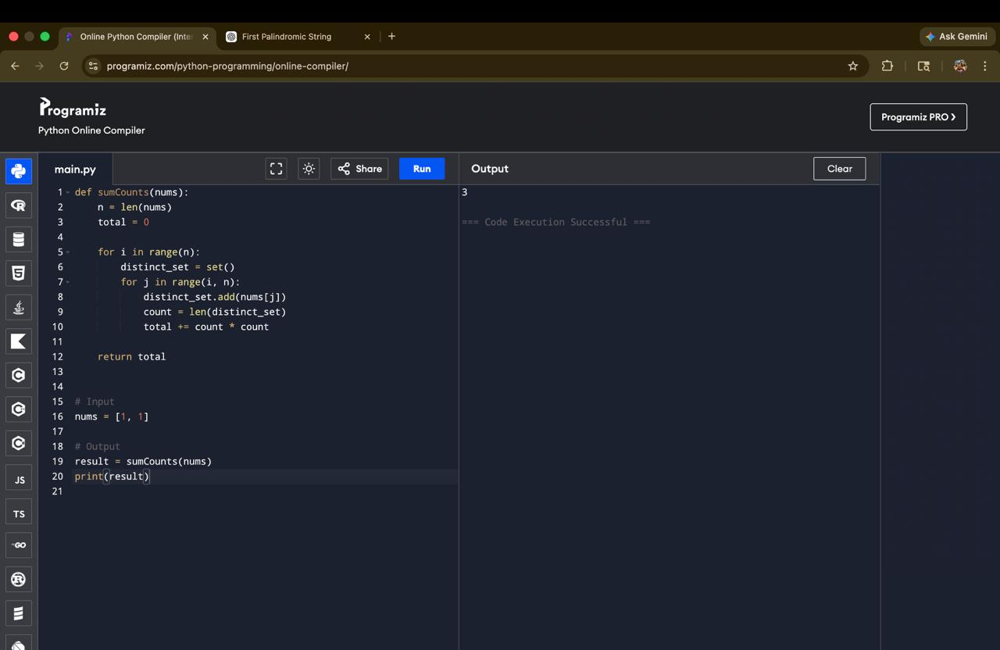 Online Python Compiler (Inter
First Palindromic String
Ask Gemini
programiz.com/python-programming/online-compiler/
Programiz
Python Online Compiler
Programiz PRO ❯
main.py
Share
Run
Output
Clear
1 def sumCounts(nums):
2     n = len(nums)
3     total = 0
4
5     for i in range(n):
6         distinct_set = set()
7         for j in range(i, n):
8             distinct_set.add(nums[j])
9             count = len(distinct_set)
10             total += count * count
11
12     return total
13
14
15 # Input
16 nums = [1, 1]
17
18 # Output
19 result = sumCounts(nums)
20 print(result)
21
3
=== Code Execution Successful ===
R
5
C
C
C
JS
TS
GO
R